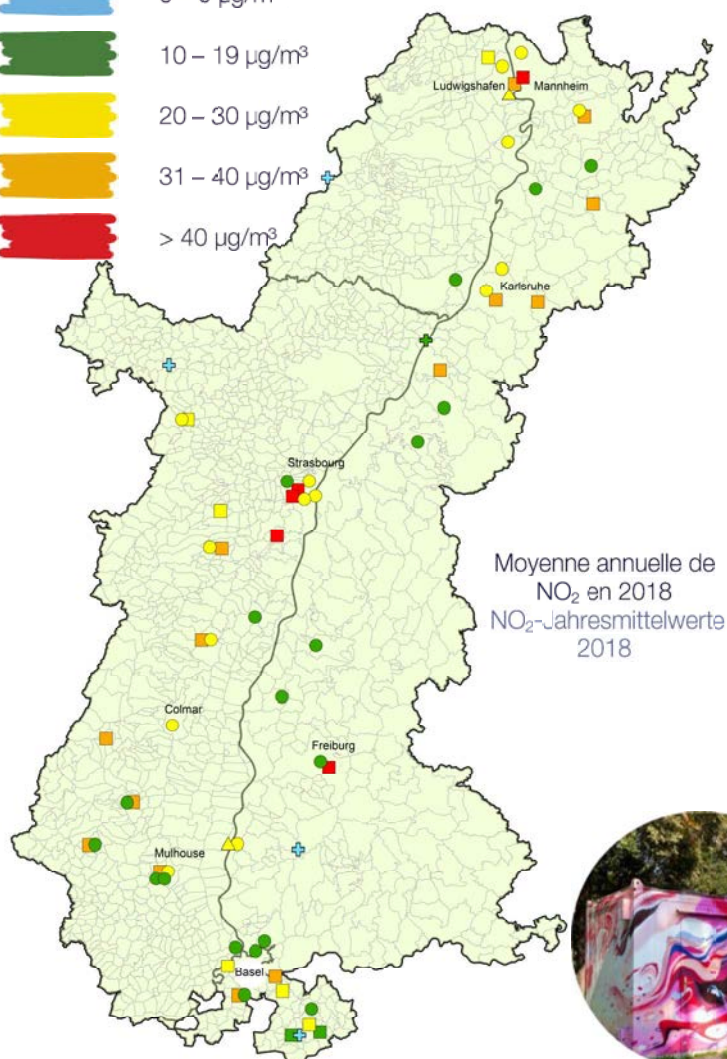 10 – 19 µg/m³
20 – 30 µg/m³
31 – 40 µg/m³
> 40 µg/m³
Ludwigshafen
Mannheim
Karlsruhe
Strasbourg
Moyenne annuelle de
NO₂ en 2018
NO₂-Jahresmittelwerte
2018
Colmar
Freiburg
Mulhouse
Basel